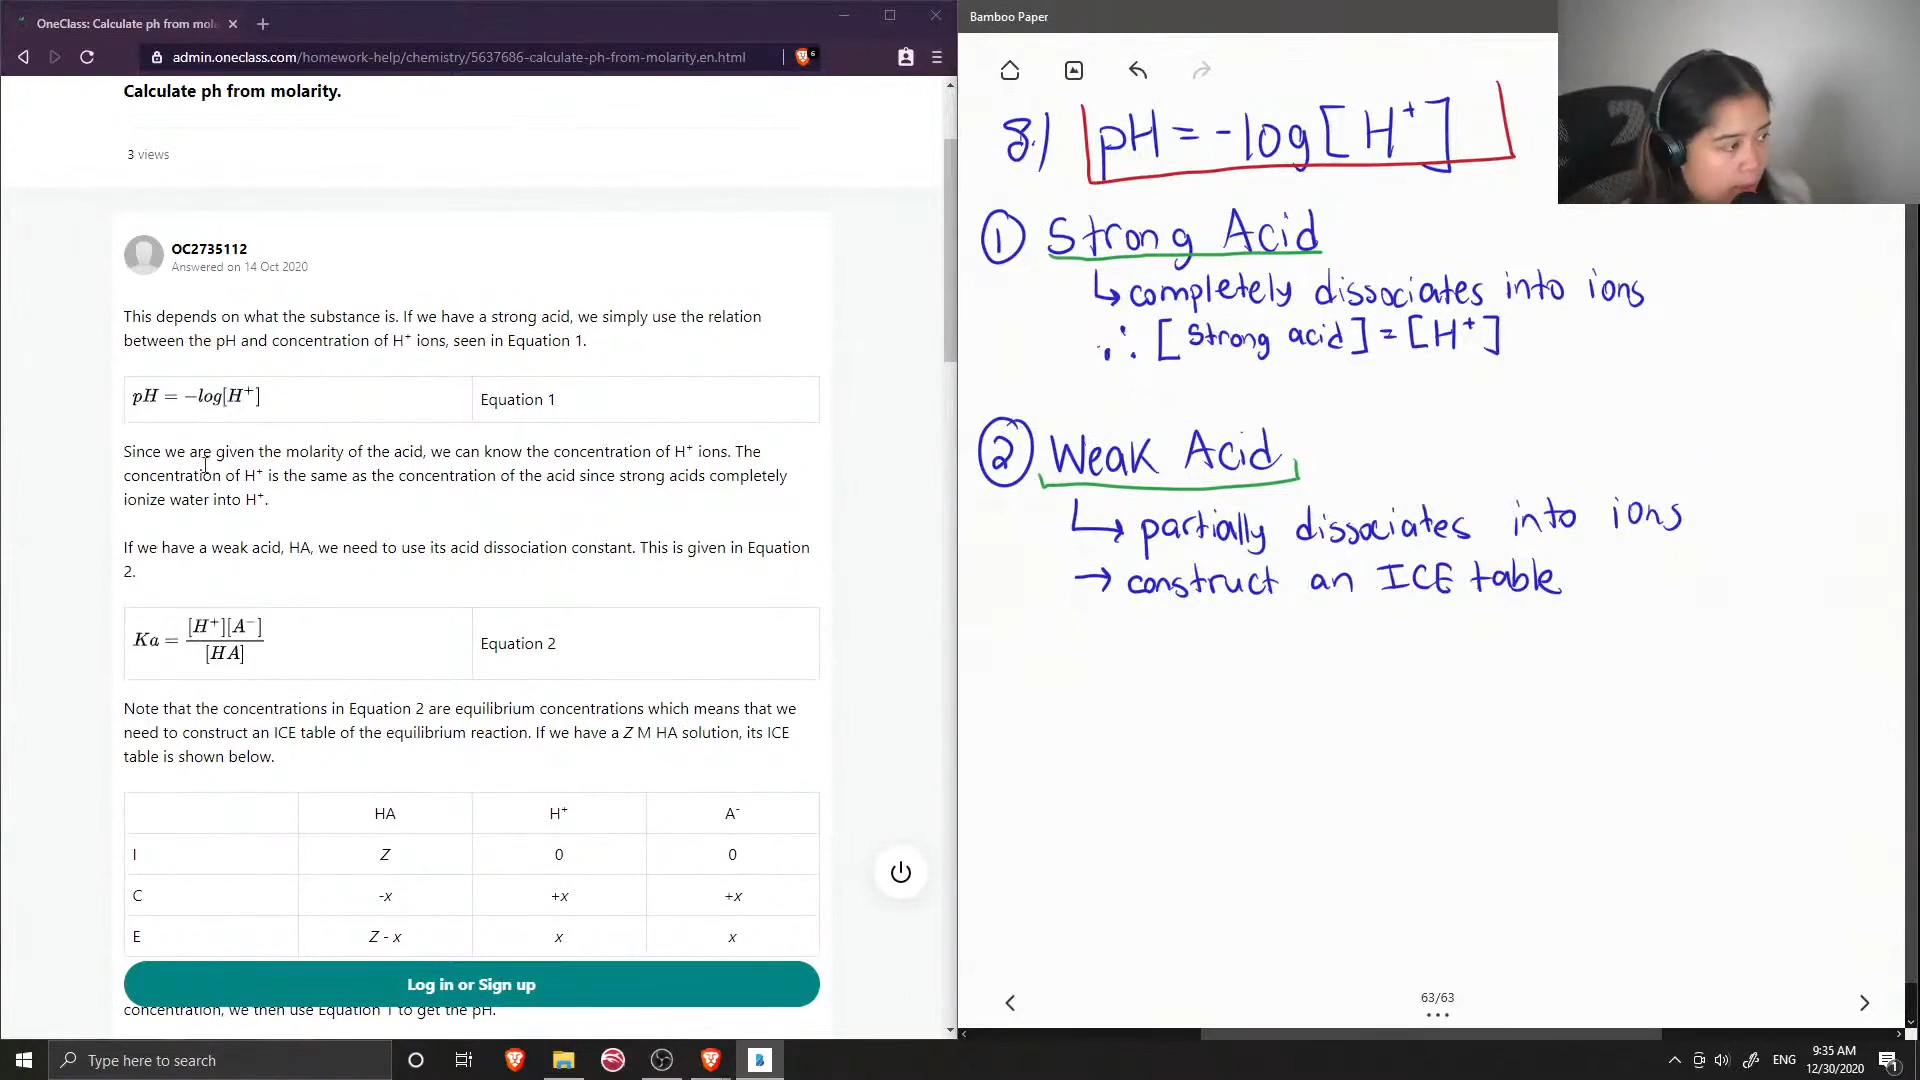 OneClass: Calculate ph from mol
admin.oneclass.com/homework-help/chemistry/5637686-calculate-ph-from-molarity.en.html
6
Calculate ph from molarity.
3 views
OC2735112
Answered on 14 Oct 2020
This depends on what the substance is. If we have a strong acid, we simply use the relation
between the pH and concentration of H⁺ ions, seen in Equation 1.
pH = −log[H⁺] Equation 1
Since we are given the molarity of the acid, we can know the concentration of H⁺ ions. The
concentration of H⁺ is the same as the concentration of the acid since strong acids completely
ionize water into H⁺.
If we have a weak acid, HA, we need to use its acid dissociation constant. This is given in Equation
2.
Ka = [H⁺][A⁻] / [HA] Equation 2
Note that the concentrations in Equation 2 are equilibrium concentrations which means that we
need to construct an ICE table of the equilibrium reaction. If we have a Z M HA solution, its ICE
table is shown below.
HA H⁺ A⁻
I Z 0 0
C -x +x +x
E Z - x x x
Log in or Sign up
concentration, we then use Equation 1 to get the pH.
Bamboo Paper
8.) pH = -log[H⁺]
① Strong Acid
↳ completely dissociates into ions
∴ [Strong acid] = [H⁺]
② Weak Acid
↳ partially dissociates into ions
→ construct an ICE table
63/63
Type here to search
ENG
9:35 AM
12/30/2020
1